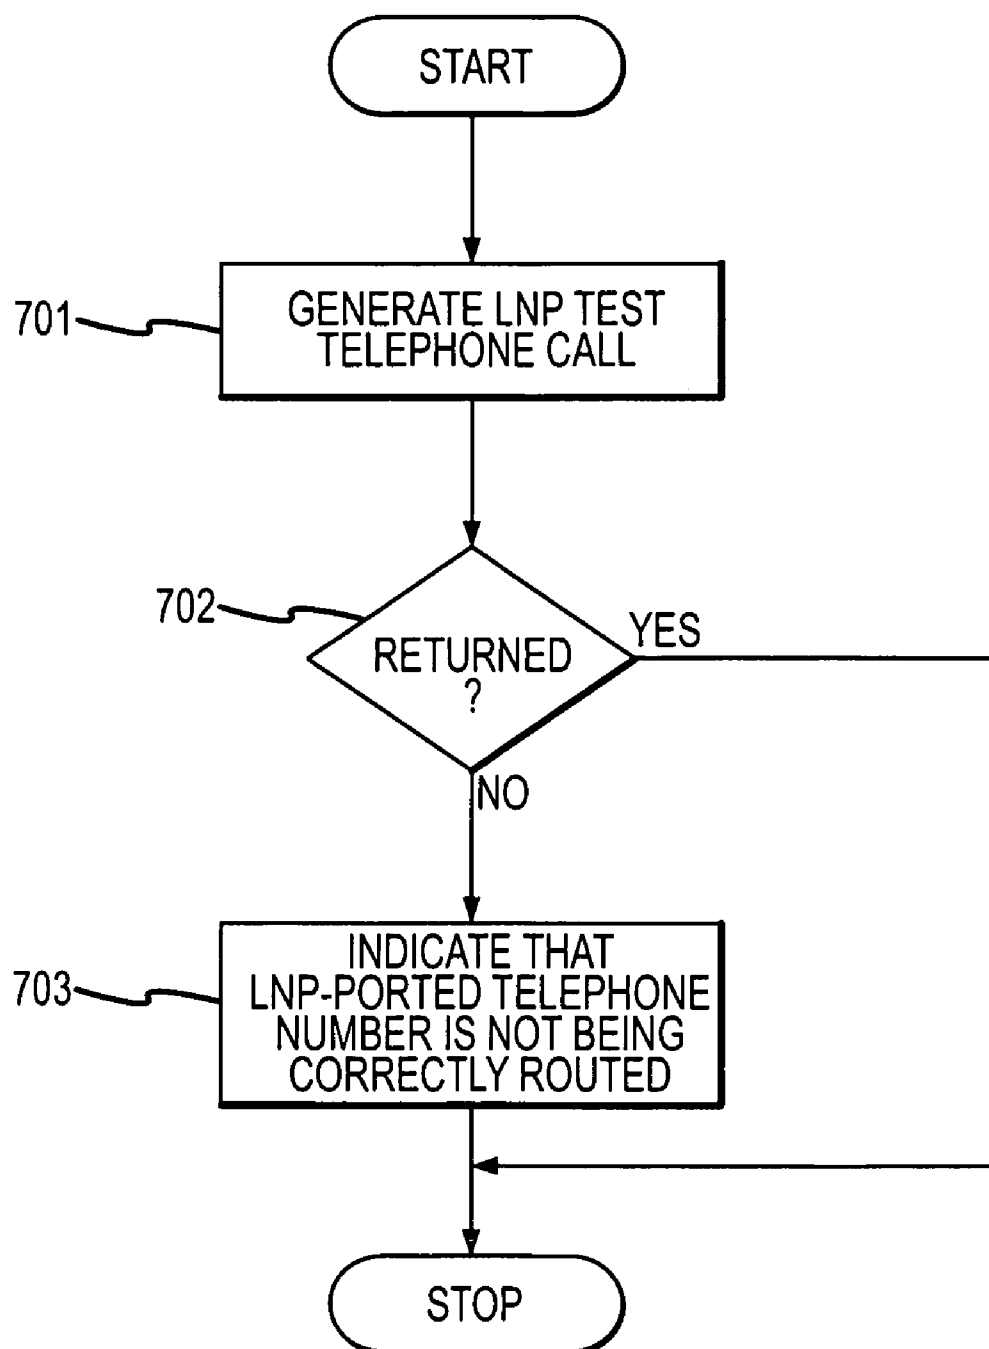 START
701
GENERATE LNP TEST
TELEPHONE CALL
702
RETURNED
?
YES
NO
703
INDICATE THAT
LNP-PORTED TELEPHONE
NUMBER IS NOT BEING
CORRECTLY ROUTED
STOP